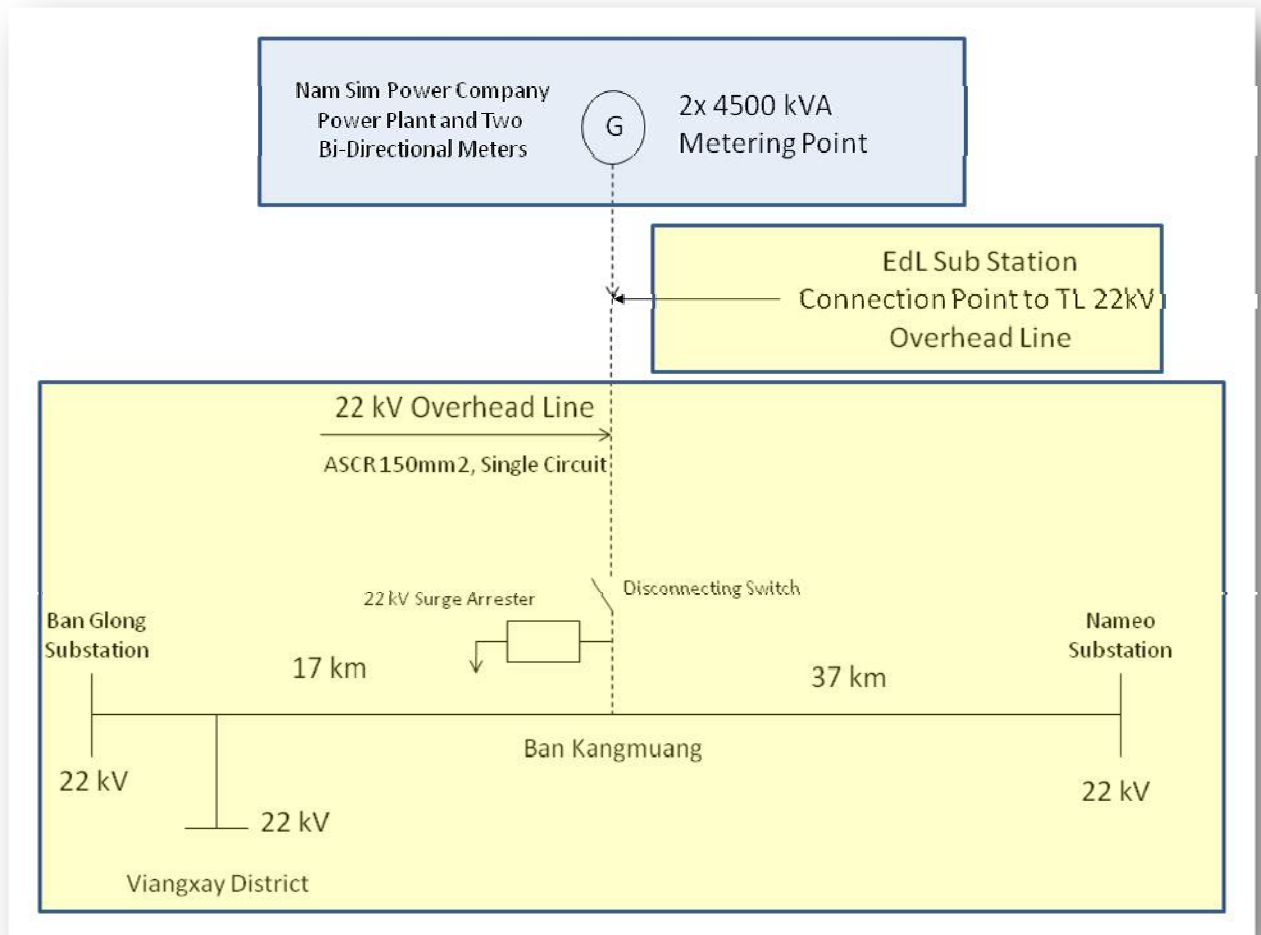 Nam Sim Power Company
Power Plant and Two
Bi-Directional Meters
G
2x 4500 kVA
Metering Point
EdL Sub Station
Connection Point to TL 22kV
Overhead Line
22 kV Overhead Line
ASCR 150mm2, Single Circuit
Disconnecting Switch
22 kV Surge Arrester
Ban Glong
Substation
Nameo
Substation
17 km
37 km
Ban Kangmuang
22 kV
22 kV
22 kV
Viangxay District